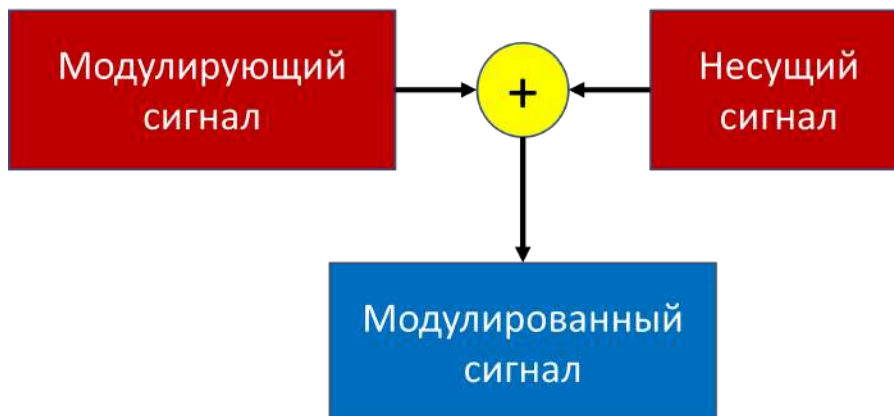 Модулирующий
сигнал
+
Несущий
сигнал
Модулированный
сигнал